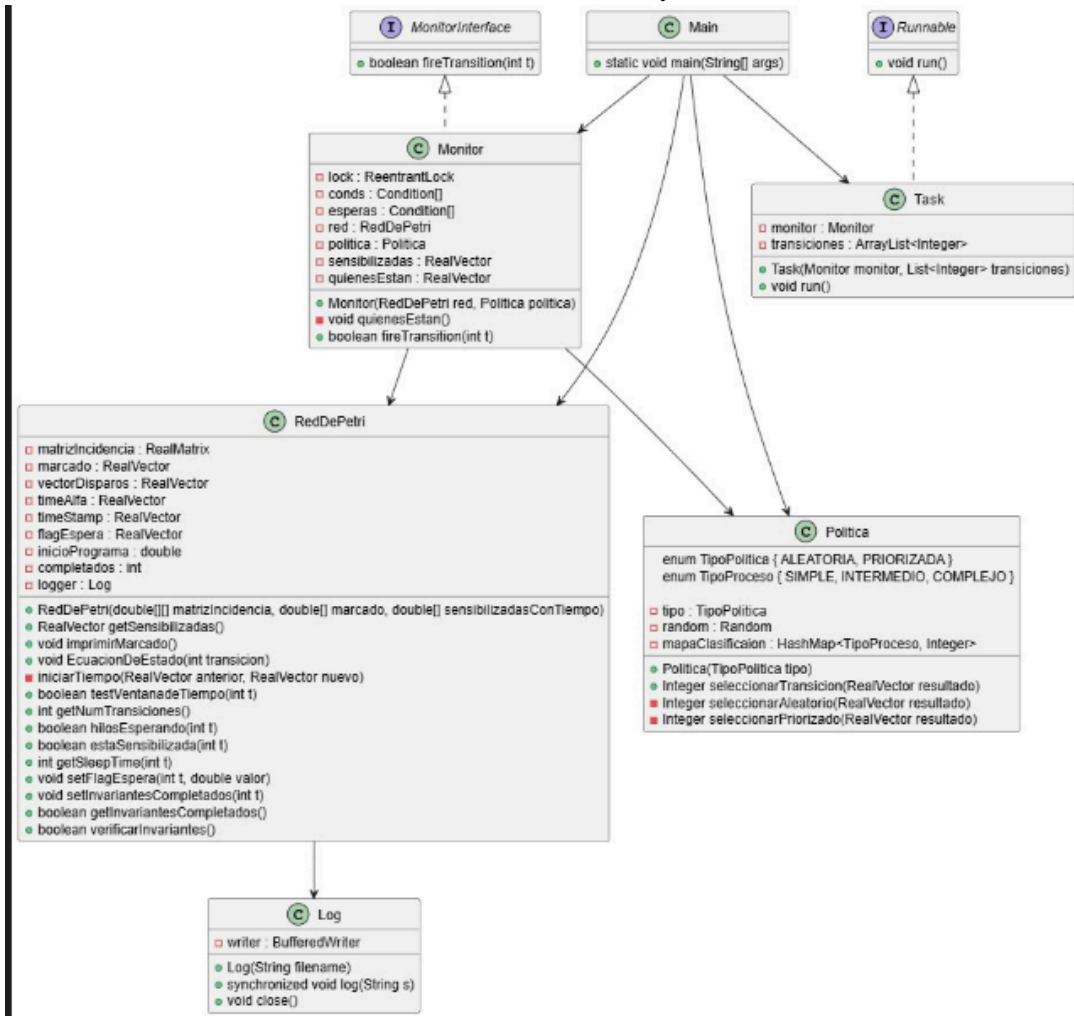 I MonitorInterface
boolean fireTransition(int t)
C Main
static void main(String[] args)
I Runnable
void run()
C Monitor
lock : ReentrantLock
conds : Condition[]
esperas : Condition[]
red : RedDePetri
politica : Politica
sensibilizadas : RealVector
quienesEstan : RealVector
Monitor(RedDePetri red, Politica politica)
void quienesEstan()
boolean fireTransition(int t)
C Task
monitor : Monitor
transiciones : ArrayList<Integer>
Task(Monitor monitor, List<Integer> transiciones)
void run()
C RedDePetri
matrizIncidencia : RealMatrix
marcado : RealVector
vectorDisparos : RealVector
timeAlfa : RealVector
timeStamp : RealVector
flagEspera : RealVector
inicioPrograma : double
completados : int
logger : Log
RedDePetri(double[][] matrizIncidencia, double[] marcado, double[] sensibilizadasConTiempo)
RealVector getSensibilizadas()
void imprimirMarcado()
void EcuacionDeEstado(int transicion)
iniciarTiempo(RealVector anterior, RealVector nuevo)
boolean testVentanadeTiempo(int t)
int getNumTransiciones()
boolean hilosEsperando(int t)
boolean estaSensibilizada(int t)
int getSleepTime(int t)
void setFlagEspera(int t, double valor)
void setInvariantesCompletados(int t)
boolean getInvariantesCompletados()
boolean verificarInvariantes()
C Politica
enum TipoPolitica { ALEATORIA, PRIORIZADA }
enum TipoProceso { SIMPLE, INTERMEDIO, COMPLEJO }
tipo : TipoPolitica
random : Random
mapaClasificaion : HashMap<TipoProceso, Integer>
Politica(TipoPolitica tipo)
Integer seleccionarTransicion(RealVector resultado)
Integer seleccionarAleatorio(RealVector resultado)
Integer seleccionarPriorizado(RealVector resultado)
C Log
writer : BufferedWriter
Log(String filename)
synchronized void log(String s)
void close()